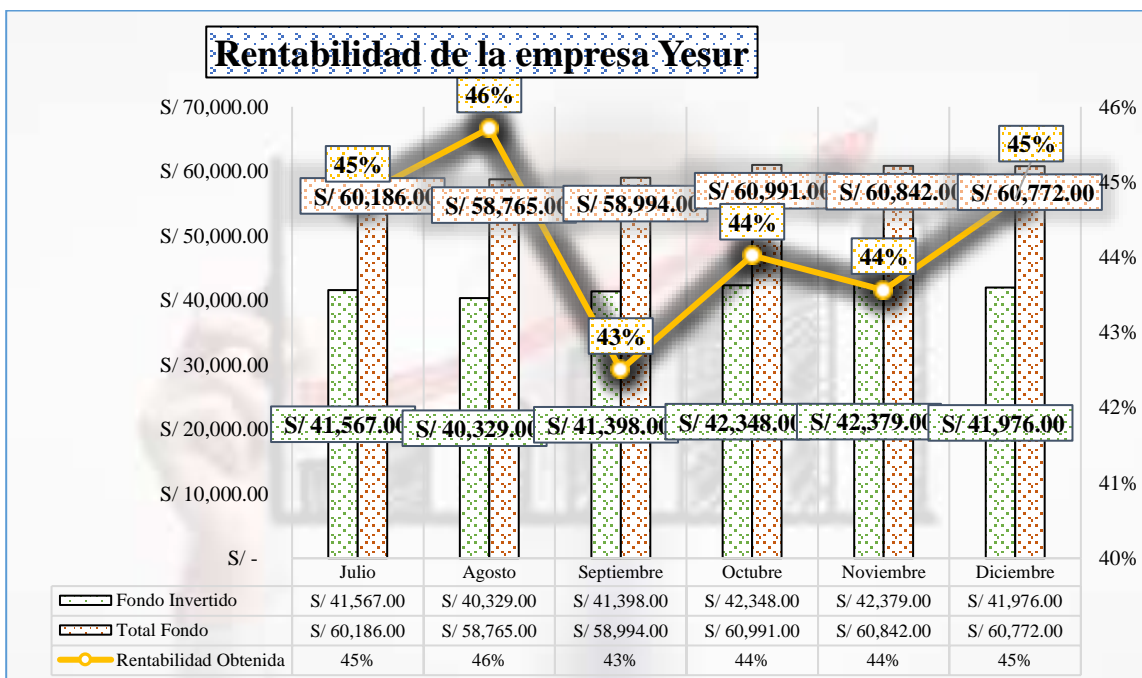 Rentabilidad de la empresa Yesur
46%
S/ 70,000.00 46%
45% 45%
S/ 60,000.00 45%
S/ 60,186.00 S/ 58,765.00 S/ 58,994.00 S/ 60,991.00 S/ 60,842.00 S/ 60,772.00
44%
S/ 50,000.00
44% 44%
S/ 40,000.00
43% 43%
S/ 30,000.00
42%
S/ 20,000.00 S/ 41,567.00 S/ 40,329.00 S/ 41,398.00 S/ 42,348.00 S/ 42,379.00 S/ 41,976.00
S/ 10,000.00 41%
S/ - 40%
Julio Agosto Septiembre Octubre Noviembre Diciembre
Fondo Invertido S/ 41,567.00 S/ 40,329.00 S/ 41,398.00 S/ 42,348.00 S/ 42,379.00 S/ 41,976.00
Total Fondo S/ 60,186.00 S/ 58,765.00 S/ 58,994.00 S/ 60,991.00 S/ 60,842.00 S/ 60,772.00
Rentabilidad Obtenida 45% 46% 43% 44% 44% 45%